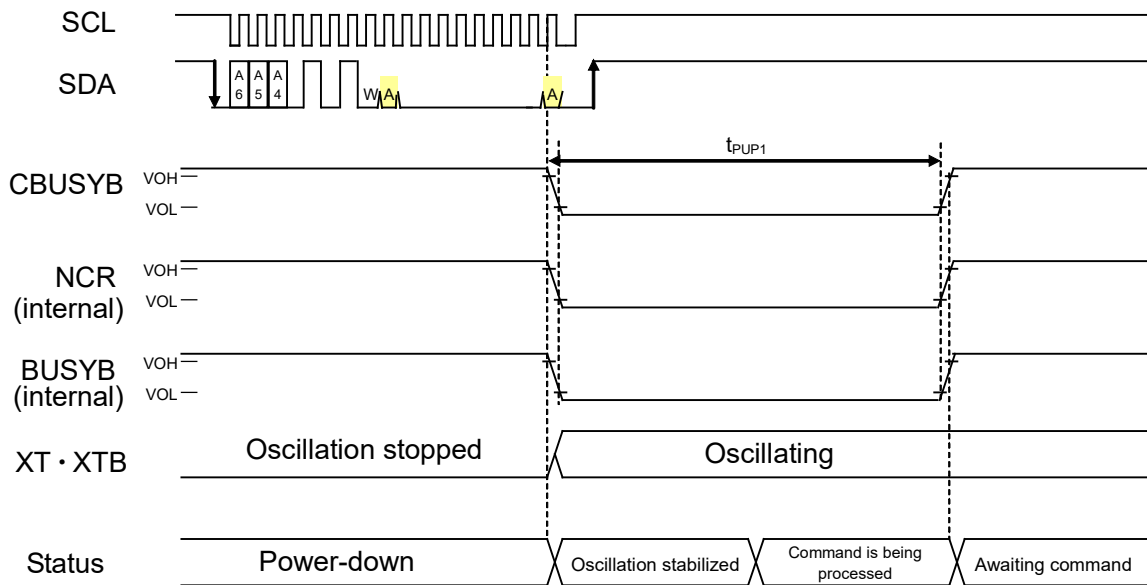 SCL
SDA
A
6
A
5
A
4
W
A
A
tPUP1
CBUSYB
VOH
VOL
NCR
(internal)
VOH
VOL
BUSYB
(internal)
VOH
VOL
XT・XTB
Oscillation stopped
Oscillating
Status
Power-down
Oscillation stabilized
Command is being
processed
Awaiting command